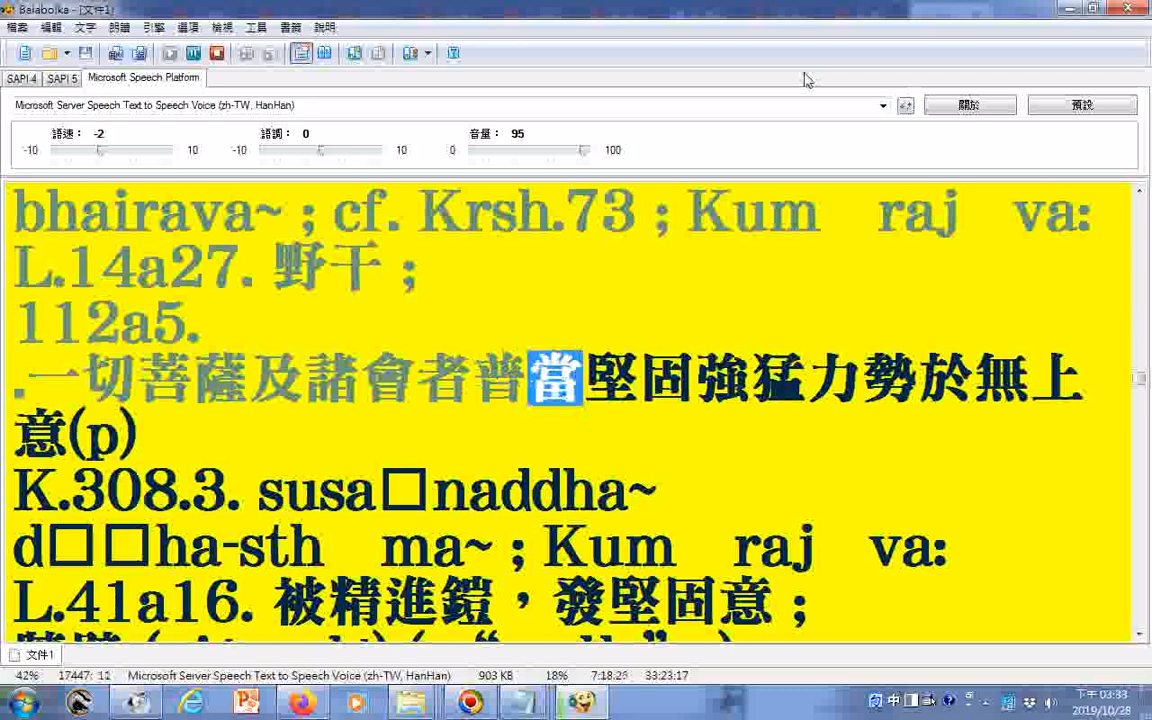 Balabolka - [文件1]
檔案 編輯 文字 朗讀 引擎 選項 檢視 工具 書籤 說明
SAPI 4 SAPI 5 Microsoft Speech Platform
Microsoft Server Speech Text to Speech Voice (zh-TW, HanHan) 關於 預設
語速： -2 語調： 0 音量： 95
-10 10 -10 10 0 100
bhairava~ ; cf. Krsh.73 ; Kum raj va:
L.14a27. 野干 ;
112a5.
.一切菩薩及諸會者普當堅固強猛力勢於無上
意(p)
K.308.3. susa□naddha~
d□□ha-sth ma~ ; Kum raj va:
L.41a16. 被精進鎧，發堅固意 ;
文件1
42% 17447: 12 Microsoft Server Speech Text to Speech Voice (zh-TW, HanHan) 903 KB 18% 7:18:26 33:23:17
中 下午 03:33
2019/10/28